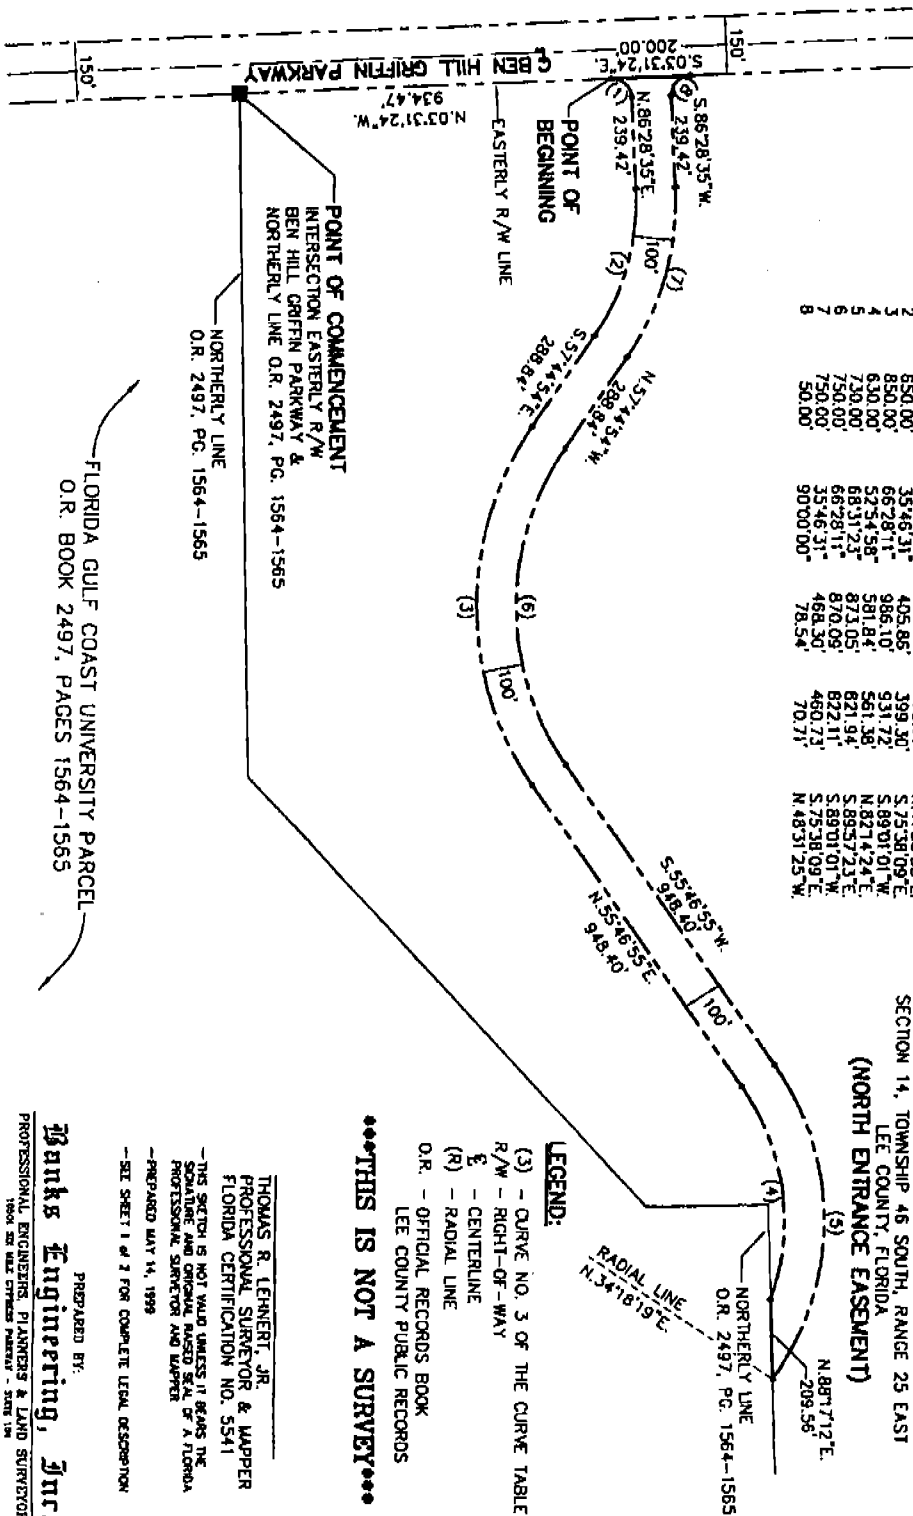 SECTION 14, TOWNSHIP 46 SOUTH, RANGE 25 EAST
LEE COUNTY, FLORIDA
(NORTH ENTRANCE EASEMENT)
2 650.00' 35°46'31" 405.86' 399.30'
3 850.00' 66°28'11" 986.10' 931.72' S.75°38'09"E.
4 630.00' 52°54'58" 581.84' 561.38' S.89°01'01"W.
5 730.00' 68°31'23" 873.05' 821.94' N.82°14'24"E.
6 750.00' 66°28'11" 870.09' 822.11' S.89°57'23"E.
7 750.00' 35°46'31" 468.30' 460.73' S.89°01'01"W.
8 50.00' 90°00'00" 78.54' 70.71' S.75°38'09"E.
N.48°31'25"W.
150'
S.03°31'24"E.
200.00'
℄ BEN HILL GRIFFIN PARKWAY
150'
N.03°31'24"W.
934.47'
(8)
S.86°28'35"W.
239.42'
(1)
N.86°28'35"E.
239.42'
POINT OF
BEGINNING
EASTERLY R/W LINE
100'
(7)
(2)
N.57°44'54"W.
288.84'
S.57°44'54"E.
288.84'
(6)
(3)
100'
S.55°46'55"W.
948.40'
N.55°46'55"E.
948.40'
100'
(5)
(4)
N.88°17'12"E.
209.56'
NORTHERLY LINE
O.R. 2497, PG. 1564-1565
RADIAL LINE
N.34°18'19"E.
POINT OF COMMENCEMENT
INTERSECTION EASTERLY R/W
BEN HILL GRIFFIN PARKWAY &
NORTHERLY LINE O.R. 2497, PG. 1564-1565
NORTHERLY LINE
O.R. 2497, PG. 1564-1565
FLORIDA GULF COAST UNIVERSITY PARCEL
O.R. BOOK 2497, PAGES 1564-1565
LEGEND:
(3) - CURVE NO. 3 OF THE CURVE TABLE
R/W - RIGHT-OF-WAY
℄ - CENTERLINE
(R) - RADIAL LINE
O.R. - OFFICIAL RECORDS BOOK
LEE COUNTY PUBLIC RECORDS
***THIS IS NOT A SURVEY***
THOMAS R. LEHNERT, JR.
PROFESSIONAL SURVEYOR & MAPPER
FLORIDA CERTIFICATION NO. 5541
-THIS SKETCH IS NOT VALID UNLESS IT BEARS THE
SIGNATURE AND ORIGINAL RAISED SEAL OF A FLORIDA
PROFESSIONAL SURVEYOR AND MAPPER
-PREPARED MAY 14, 1999
-SEE SHEET 1 of 2 FOR COMPLETE LEGAL DESCRIPTION
PREPARED BY:
Banks Engineering, Inc.
PROFESSIONAL ENGINEERS, PLANNERS & LAND SURVEYORS
SIX MILE CYPRESS PARKWAY - SUITE 104